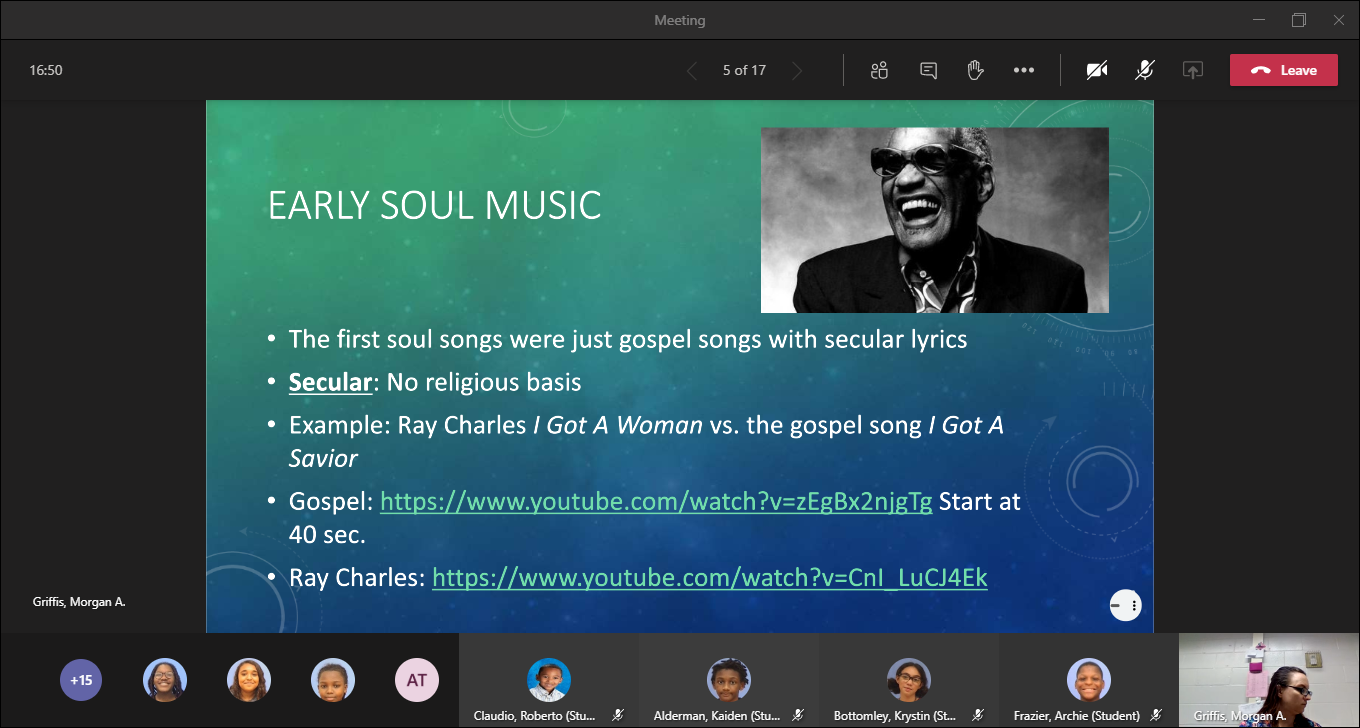 Meeting
16:50
5 of 17
Leave
EARLY SOUL MUSIC
• The first soul songs were just gospel songs with secular lyrics
• Secular: No religious basis
• Example: Ray Charles I Got A Woman vs. the gospel song I Got A
Savior
• Gospel: https://www.youtube.com/watch?v=zEgBx2njgTg Start at
40 sec.
• Ray Charles: https://www.youtube.com/watch?v=CnI_LuCJ4Ek
Griffis, Morgan A.
+15
AT
Claudio, Roberto (Stu...
Alderman, Kaiden (Stu...
Bottomley, Krystin (St...
Frazier, Archie (Student)
Griffis, Morgan A.